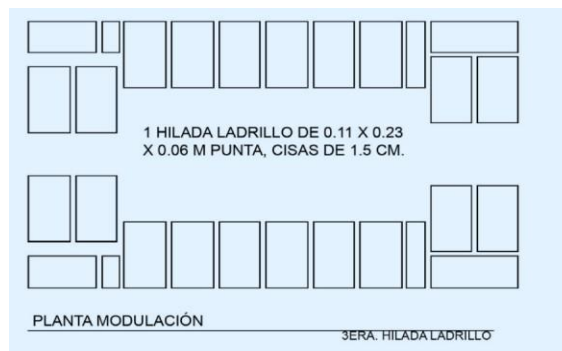 1 HILADA LADRILLO DE 0.11 X 0.23
X 0.06 M PUNTA, CISAS DE 1.5 CM.
PLANTA MODULACIÓN
3ERA. HILADA LADRILLO